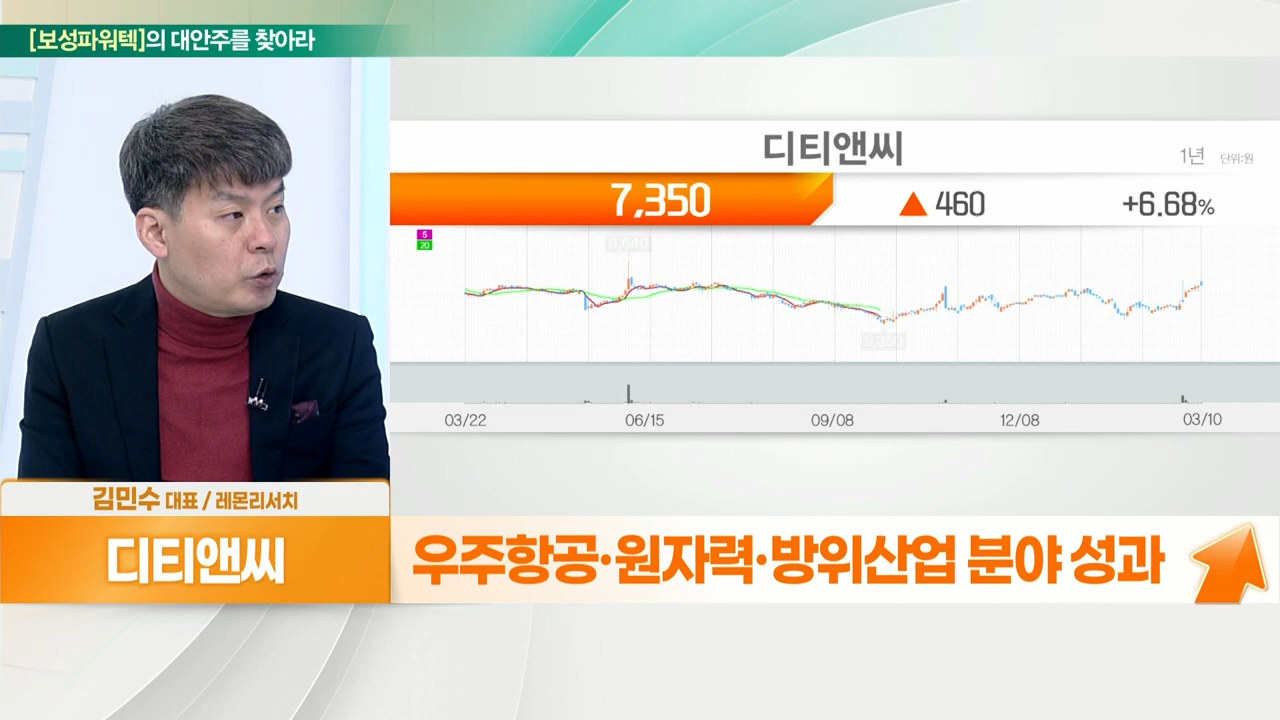 [보성파워텍]의 대안주를 찾아라
디티앤씨
1년 단위:원
7,350 ▲ 460 +6.68%
5
20
03/22 06/15 09/08 12/08 03/10
김민수 대표 / 레몬리서치
디티앤씨
우주항공·원자력·방위산업 분야 성과